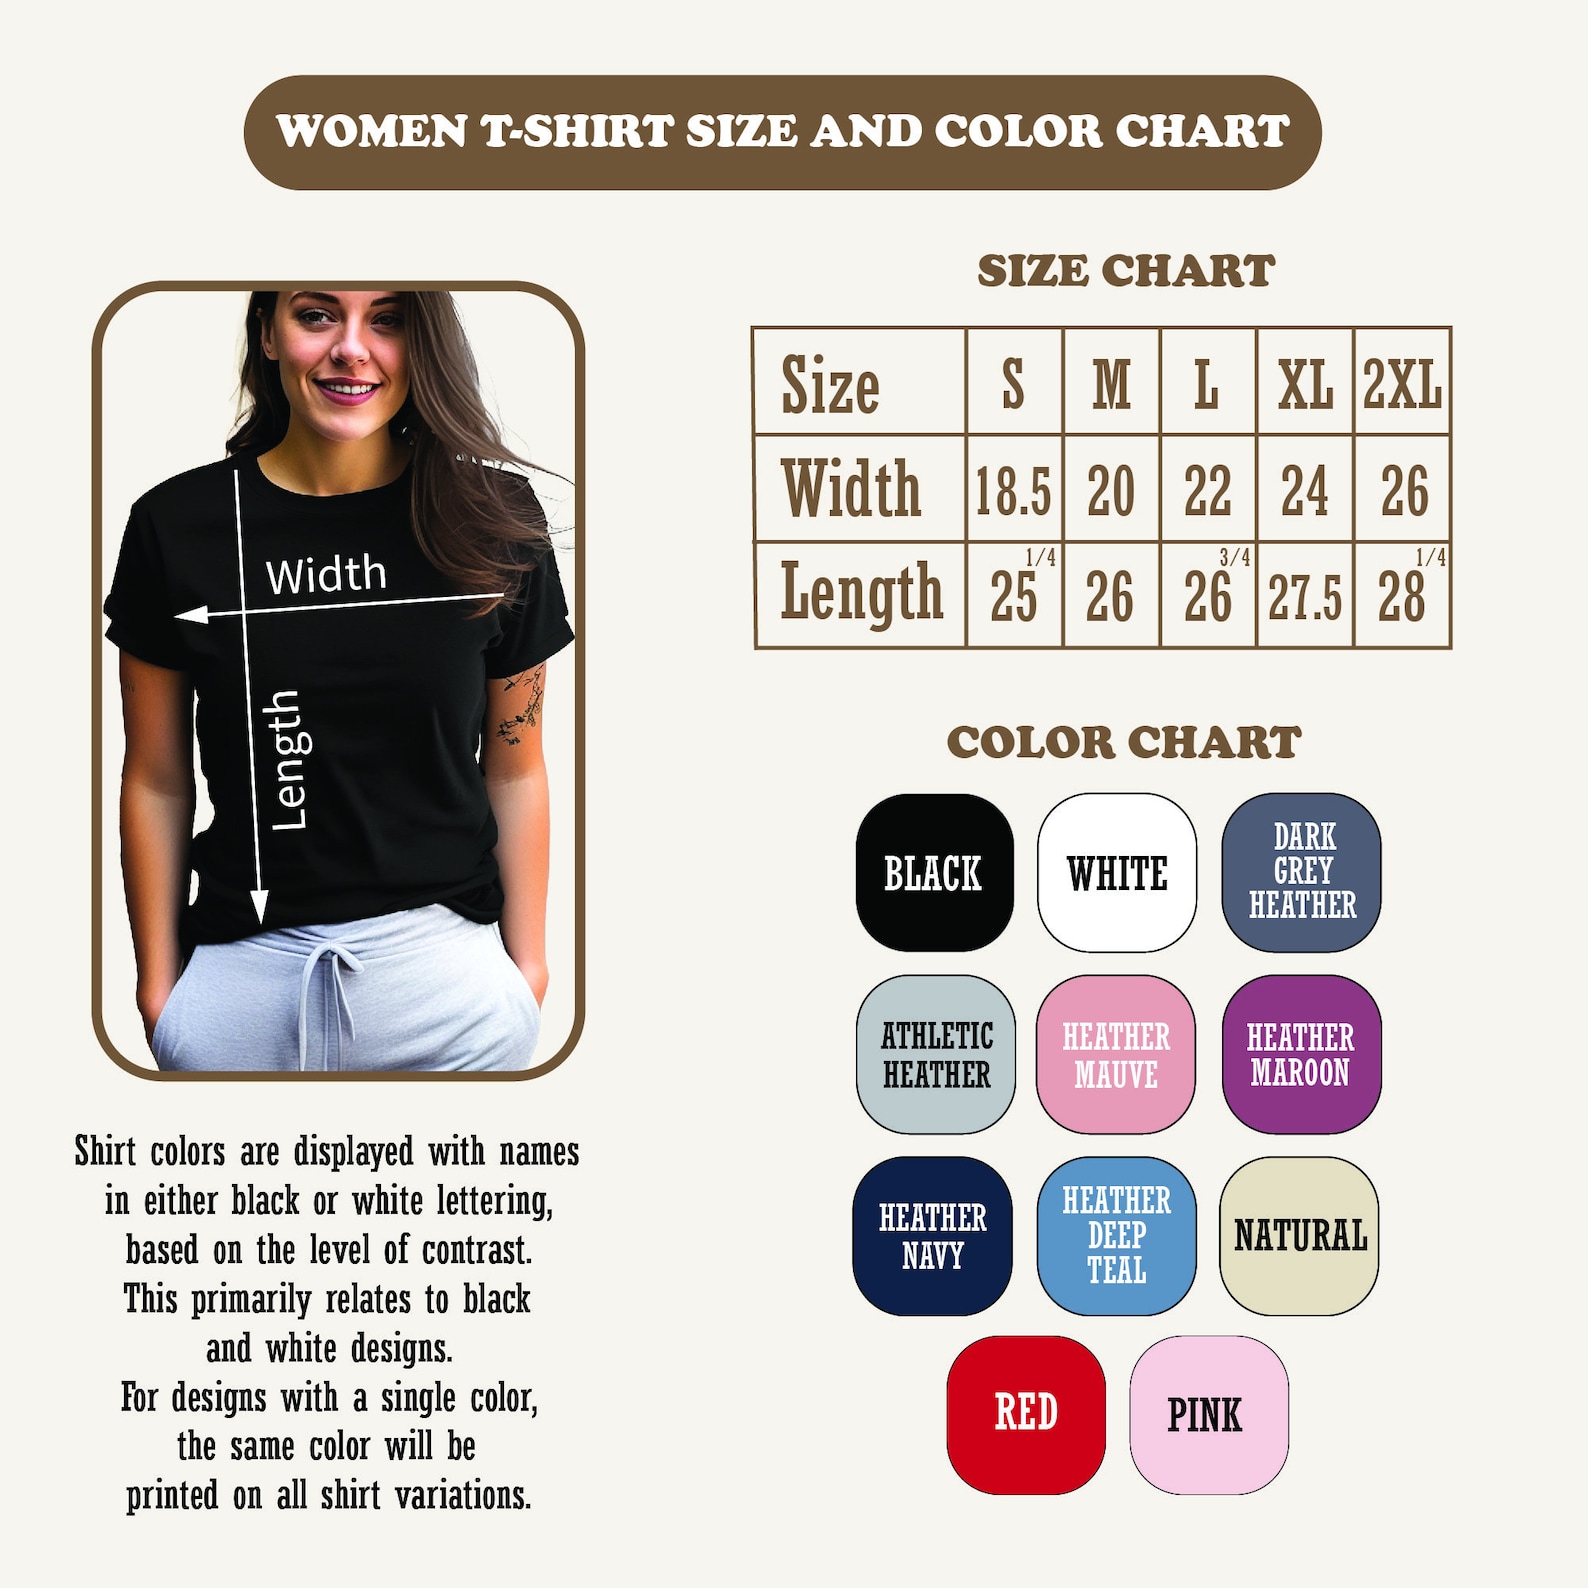 WOMEN T-SHIRT SIZE AND COLOR CHART
SIZE CHART
Size S M L XL 2XL
Width 18.5 20 22 24 26
Length 25 1/4 26 26 3/4 27.5 28 1/4
Width
Length
COLOR CHART
BLACK
WHITE
DARK
GREY
HEATHER
ATHLETIC
HEATHER
HEATHER
MAUVE
HEATHER
MAROON
HEATHER
NAVY
HEATHER
DEEP
TEAL
NATURAL
RED
PINK
Shirt colors are displayed with names
in either black or white lettering,
based on the level of contrast.
This primarily relates to black
and white designs.
For designs with a single color,
the same color will be
printed on all shirt variations.